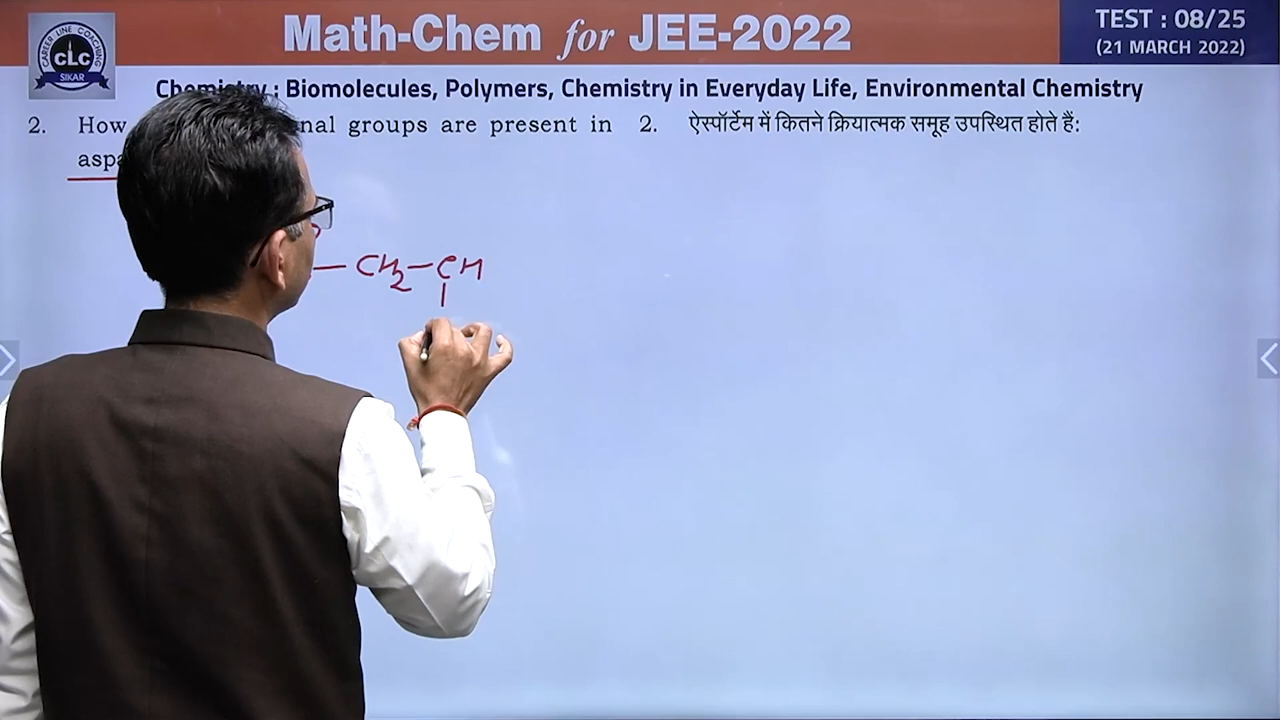 Math-Chem for JEE-2022
TEST : 08/25
(21 MARCH 2022)
CAREER LINE COACHING
CLC
SIKAR
Chemistry : Biomolecules, Polymers, Chemistry in Everyday Life, Environmental Chemistry
2. How nal groups are present in
aspa
2. ऐस्पॉर्टेम में कितने क्रियात्मक समूह उपस्थित होते हैं:
— CH2 — CH